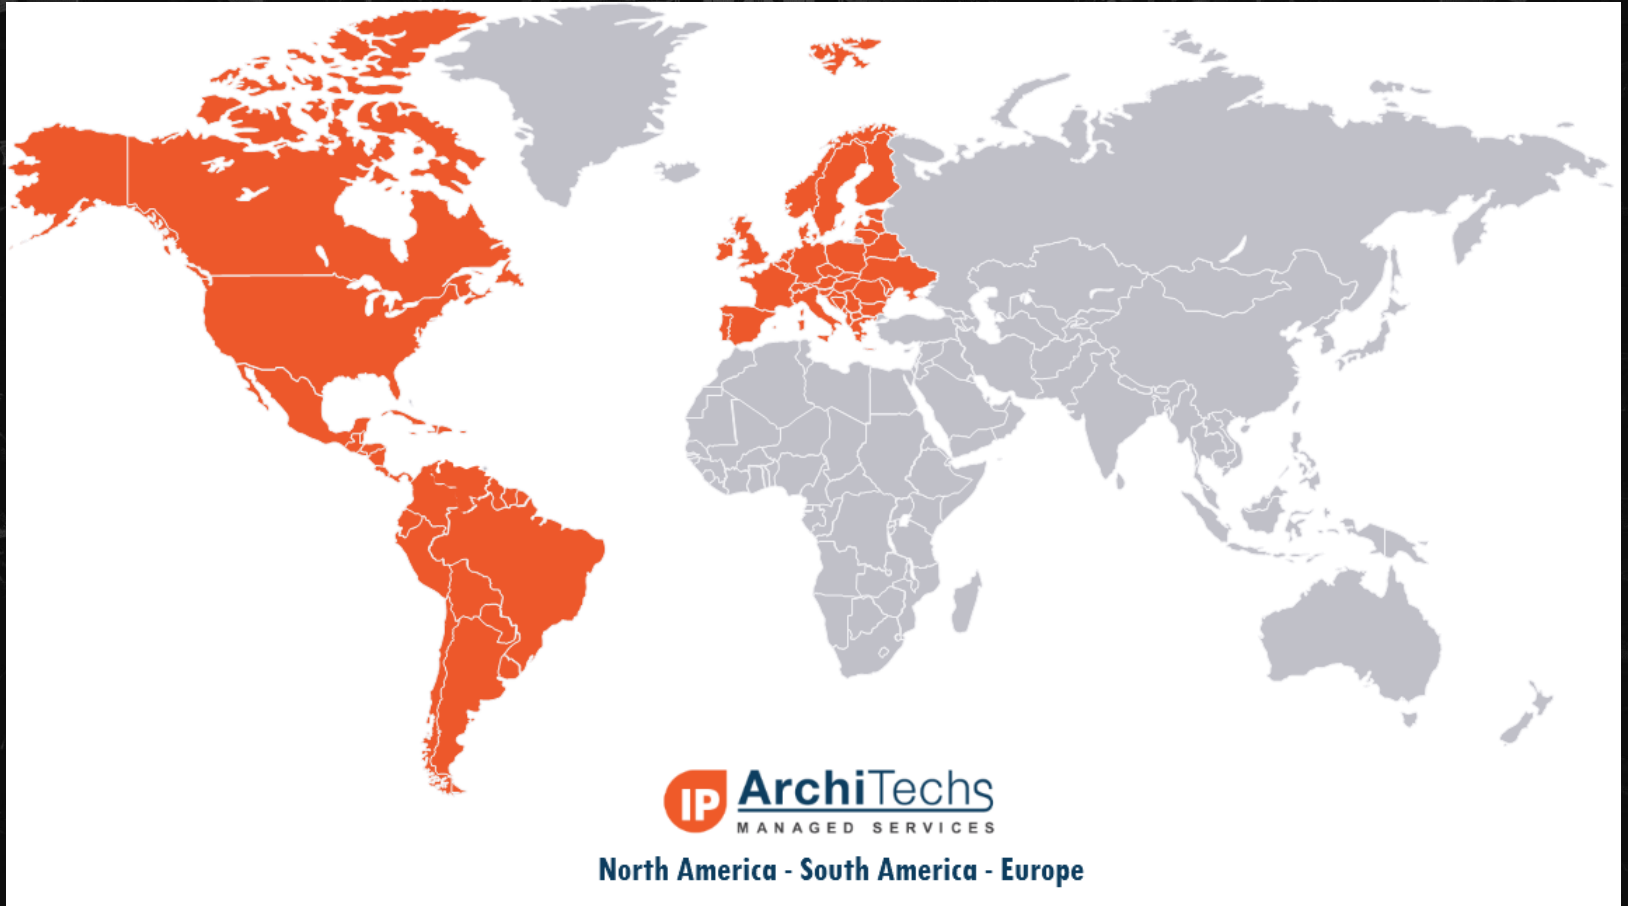 IP ArchiTechs
MANAGED SERVICES
North America - South America - Europe